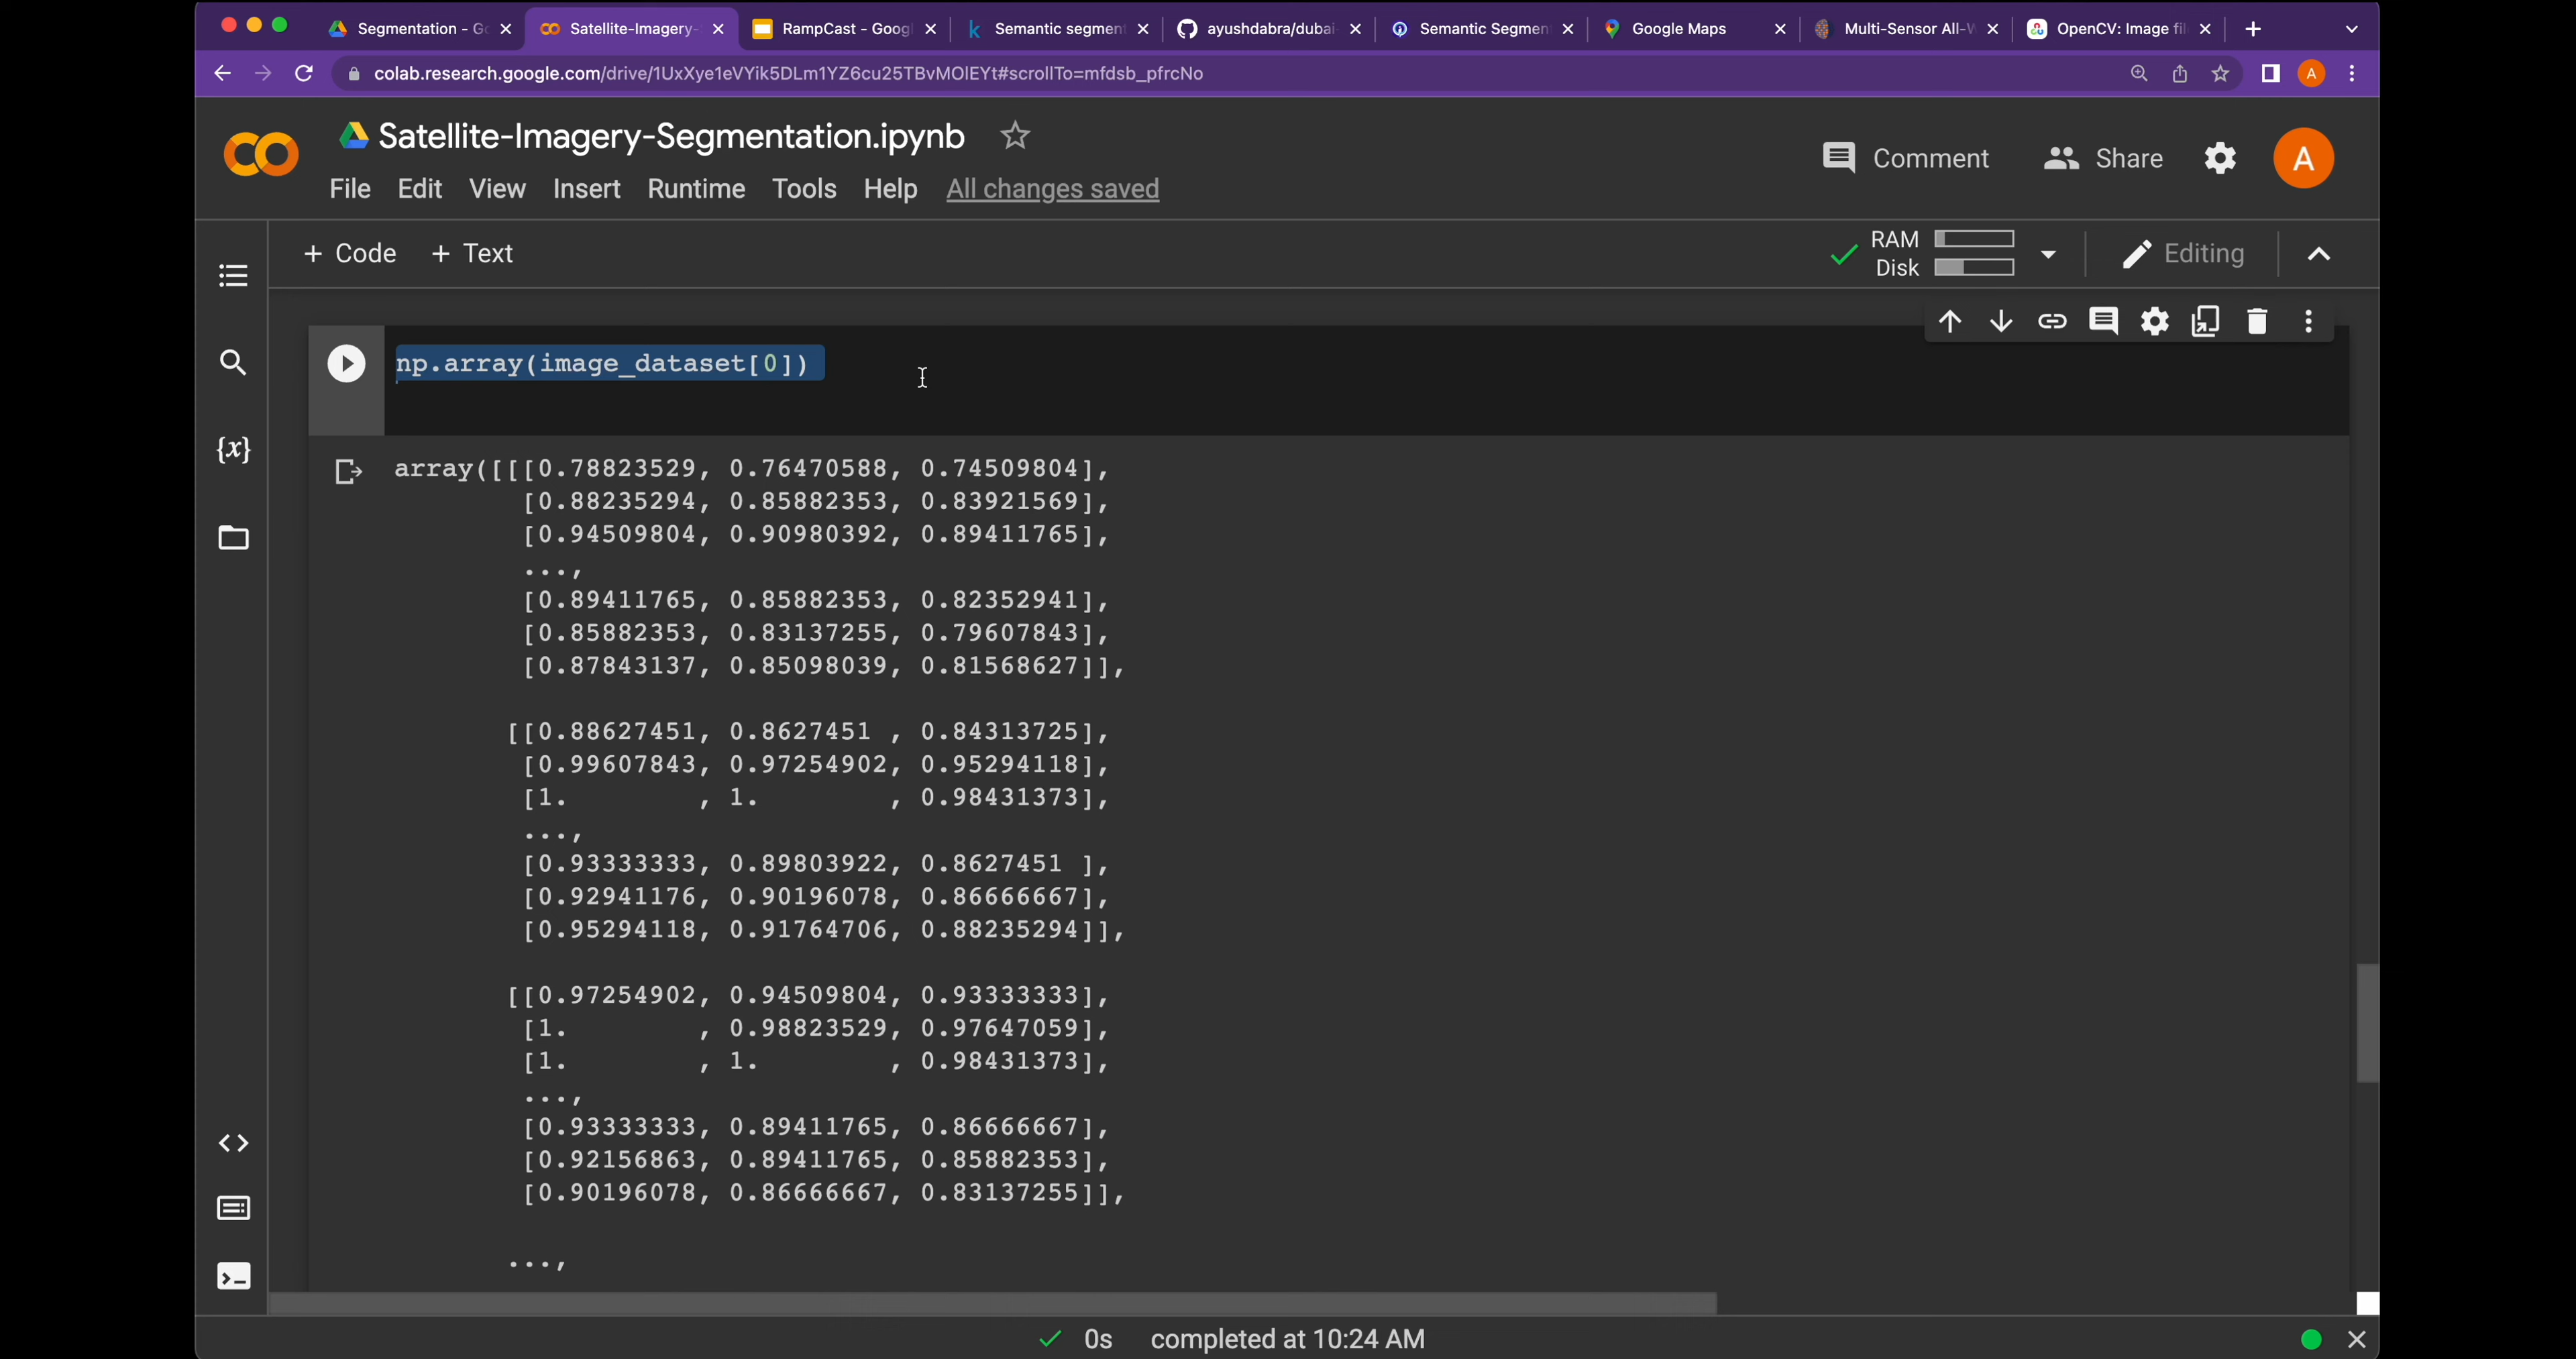 Segmentation - Go
Satellite-Imagery-
RampCast - Googl
Semantic segment
ayushdabra/dubai-
Semantic Segmen
Google Maps
Multi-Sensor All-W
OpenCV: Image fil
colab.research.google.com/drive/1UxXye1eVYik5DLm1YZ6cu25TBvMOlEYt#scrollTo=mfdsb_pfrcNo
A
Satellite-Imagery-Segmentation.ipynb
Comment
Share
A
File Edit View Insert Runtime Tools Help All changes saved
+ Code + Text
RAM
Disk
Editing
{x}
np.array(image_dataset[0])
array([[[0.78823529, 0.76470588, 0.74509804],
[0.88235294, 0.85882353, 0.83921569],
[0.94509804, 0.90980392, 0.89411765],
...,
[0.89411765, 0.85882353, 0.82352941],
[0.85882353, 0.83137255, 0.79607843],
[0.87843137, 0.85098039, 0.81568627]],
[[0.88627451, 0.8627451 , 0.84313725],
[0.99607843, 0.97254902, 0.95294118],
[1.        , 1.        , 0.98431373],
...,
[0.93333333, 0.89803922, 0.8627451 ],
[0.92941176, 0.90196078, 0.86666667],
[0.95294118, 0.91764706, 0.88235294]],
[[0.97254902, 0.94509804, 0.93333333],
[1.        , 0.98823529, 0.97647059],
[1.        , 1.        , 0.98431373],
...,
[0.93333333, 0.89411765, 0.86666667],
[0.92156863, 0.89411765, 0.85882353],
[0.90196078, 0.86666667, 0.83137255]],
...,
0s completed at 10:24 AM